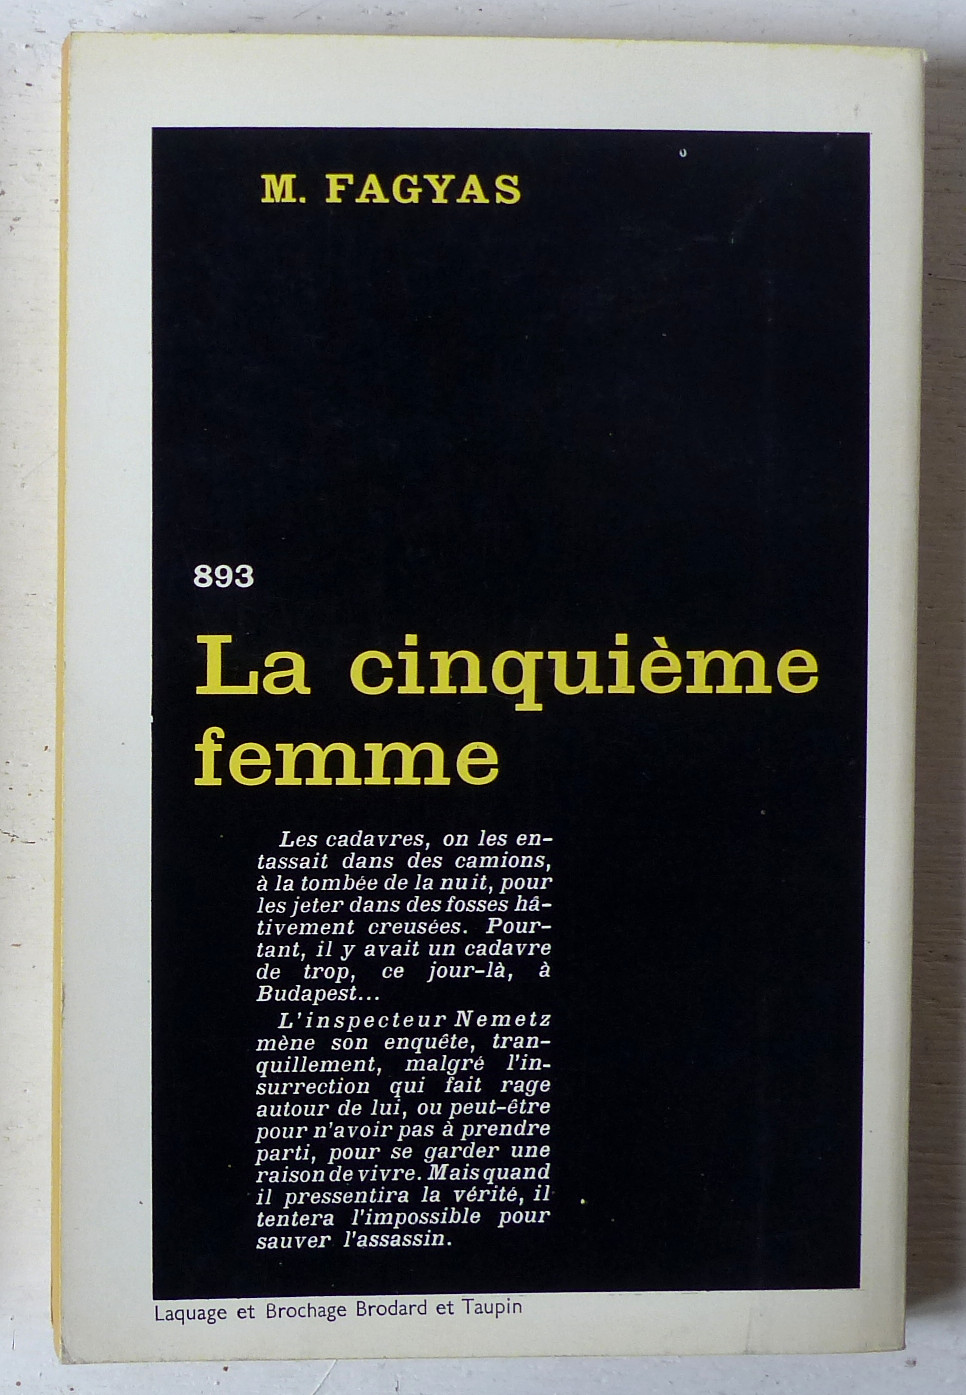 M. FAGYAS
893
La cinquième
femme
Les cadavres, on les en-
tassait dans des camions,
à la tombée de la nuit, pour
les jeter dans des fosses hâ-
tivement creusées. Pour-
tant, il y avait un cadavre
de trop, ce jour-là, à
Budapest...
L'inspecteur Nemetz
mène son enquête, tran-
quillement, malgré l'in-
surrection qui fait rage
autour de lui, ou peut-être
pour n'avoir pas à prendre
parti, pour se garder une
raison de vivre. Mais quand
il pressentira la vérité, il
tentera l'impossible pour
sauver l'assassin.
Laquage et Brochage Brodard et Taupin